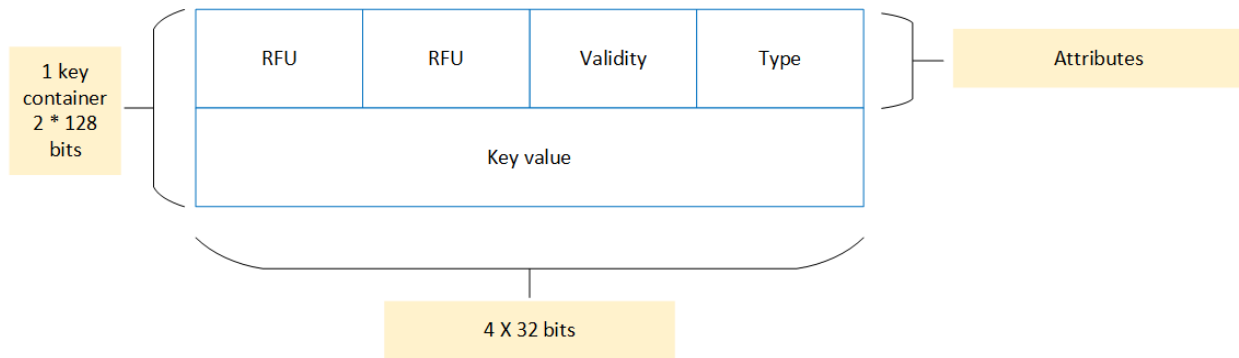 RFU
RFU
Validity
Type
Attributes
1 key
container
2 * 128
bits
Key value
4 X 32 bits